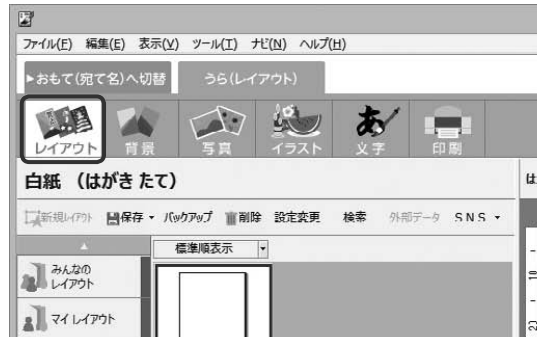 ファイル(F) 編集(E) 表示(V) ツール(T) ナビ(N) ヘルプ(H)
▶おもて(宛て名)へ切替 うら(レイアウト)
レイアウト 背景 写真 イラスト 文字 印刷
白紙 (はがき たて)
は
新規レイアウト 保存 バックアップ 削除 設定変更 検索 外部データ SNS
標準順表示
みんなの
レイアウト
マイ レイアウト
10
20